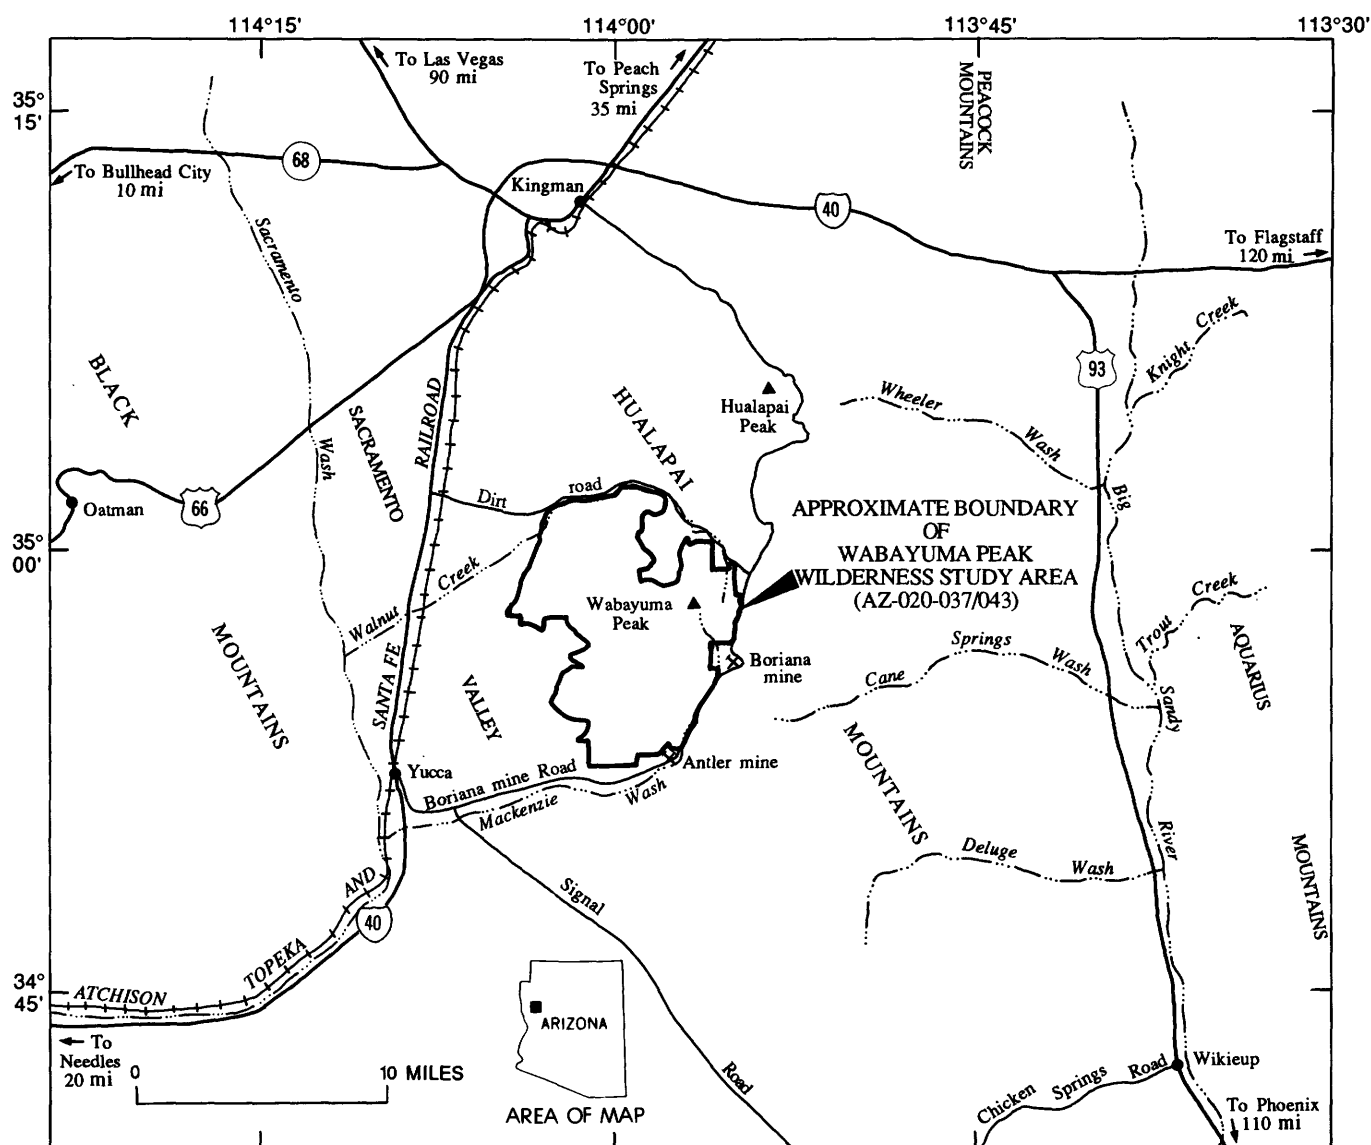 114°15'
114°00'
113°45'
113°30'
To Las Vegas
90 mi
To Peach
Springs
35 mi
PEACOCK
MOUNTAINS
35°
15'
68
To Bullhead City
10 mi
Kingman
40
To Flagstaff
120 mi
Sacramento
Wash
Knight Creek
93
BLACK
MOUNTAINS
SACRAMENTO
VALLEY
RAILROAD
HUALAPAI
MOUNTAINS
Hualapai
Peak
Wheeler
Wash
Big
Sandy
River
Oatman
66
Dirt road
APPROXIMATE BOUNDARY
OF
WABAYUMA PEAK
WILDERNESS STUDY AREA
(AZ-020-037/043)
35°
00'
Walnut Creek
Wabayuma
Peak
Trout Creek
AQUARIUS
MOUNTAINS
Cane Springs Wash
Boriana
mine
SANTA FE
Yucca
Antler mine
Boriana mine Road
Mackenzie Wash
Deluge Wash
Signal
Road
AND
40
TOPEKA
ATCHISON
34°
45'
ARIZONA
AREA OF MAP
To
Needles
20 mi
0 10 MILES
Wikieup
Chicken Springs Road
To Phoenix
110 mi